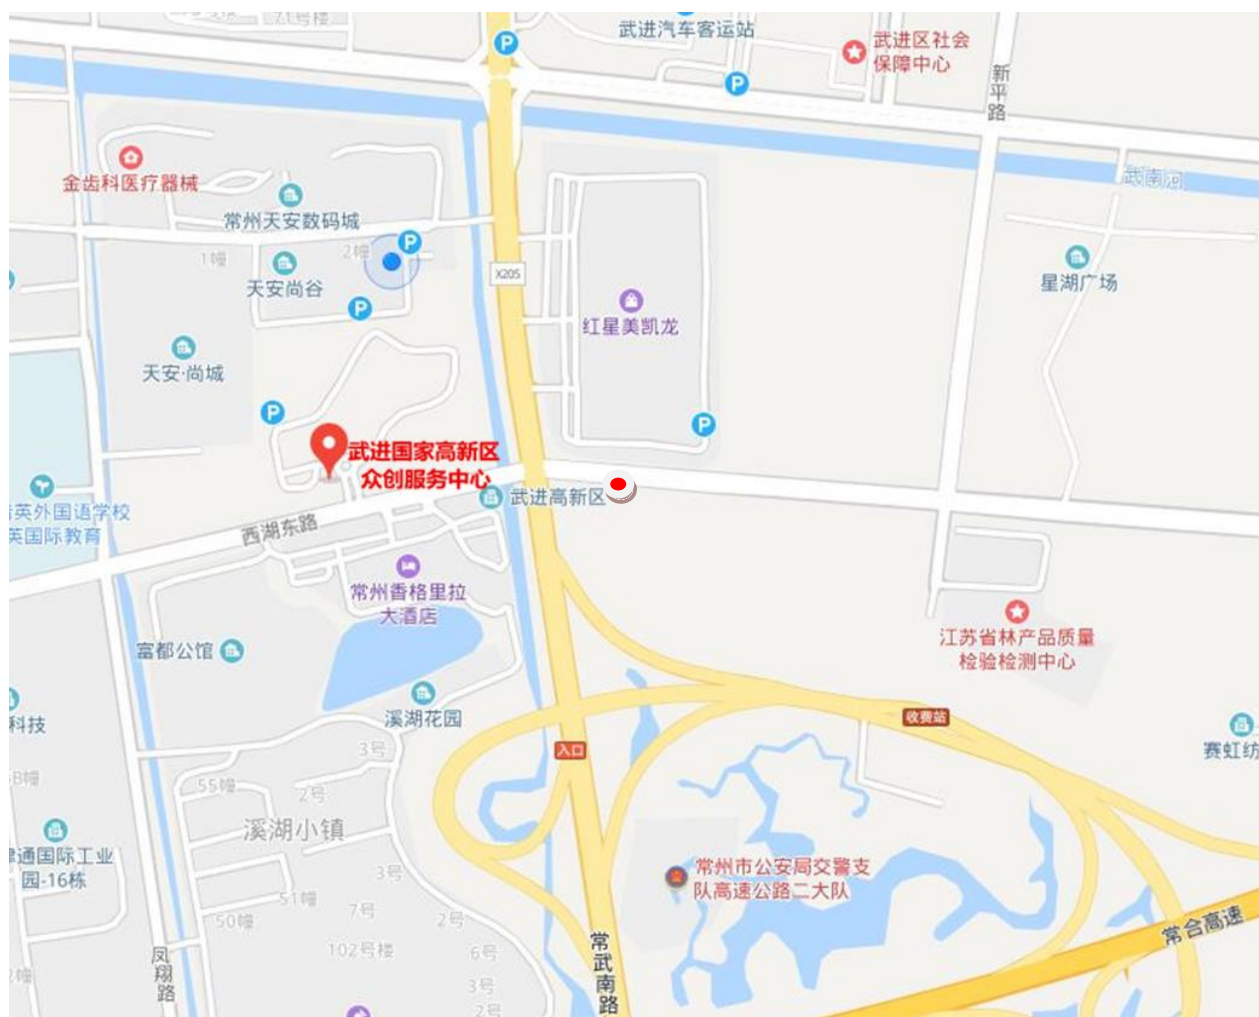 71号楼
P
武进汽车客运站
武进区社会
保障中心
P
新平路
武南河
金齿科医疗器械
常州天安数码城
P
1幢
2幢
天安尚谷
X205
P
星湖广场
红星美凯龙
天安·尚城
P
P
武进国家高新区
众创服务中心
武进高新区
英外国语学校
英国际教育
西湖东路
常州香格里拉
大酒店
江苏省林产品质量
检验检测中心
富都公馆
溪湖花园
科技
收费站
入口
赛虹纺
3号
55幢
2号
溪湖小镇
通国际工业
园-16栋
3号
常州市公安局交警支
队高速公路二大队
51幢
50幢
7号
2号
102号楼
6号
常合高速
凤翔路
常武南路
3号
2号